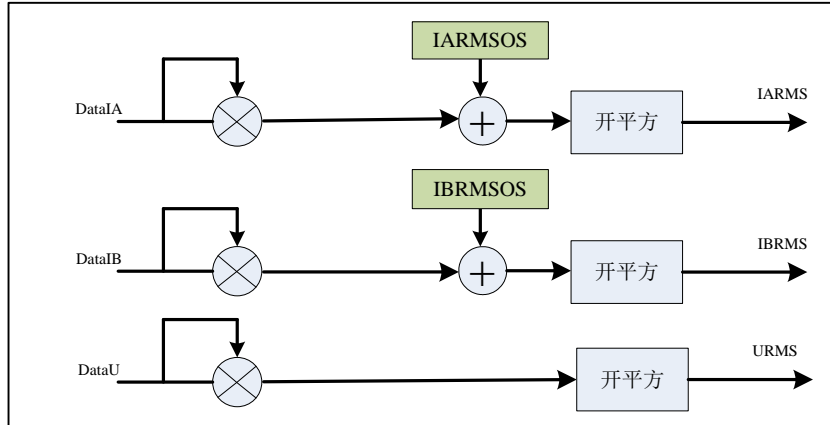 IARMSOS
DataIA
开平方
IARMS
IBRMSOS
DataIB
开平方
IBRMS
DataU
开平方
URMS